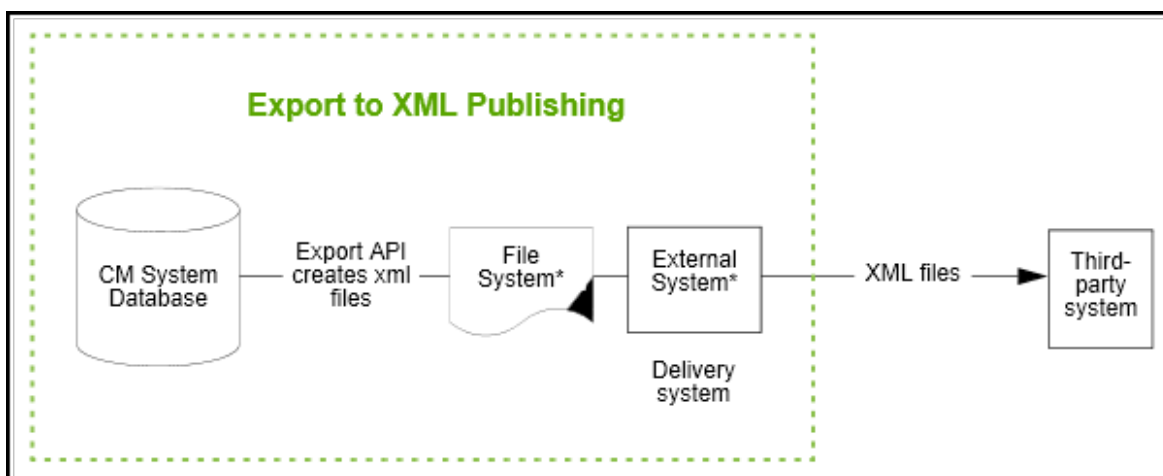 Export to XML Publishing
CM System
Database
Export API
creates xml
files
File
System*
External
System*
Delivery
system
XML files
Third-
party
system